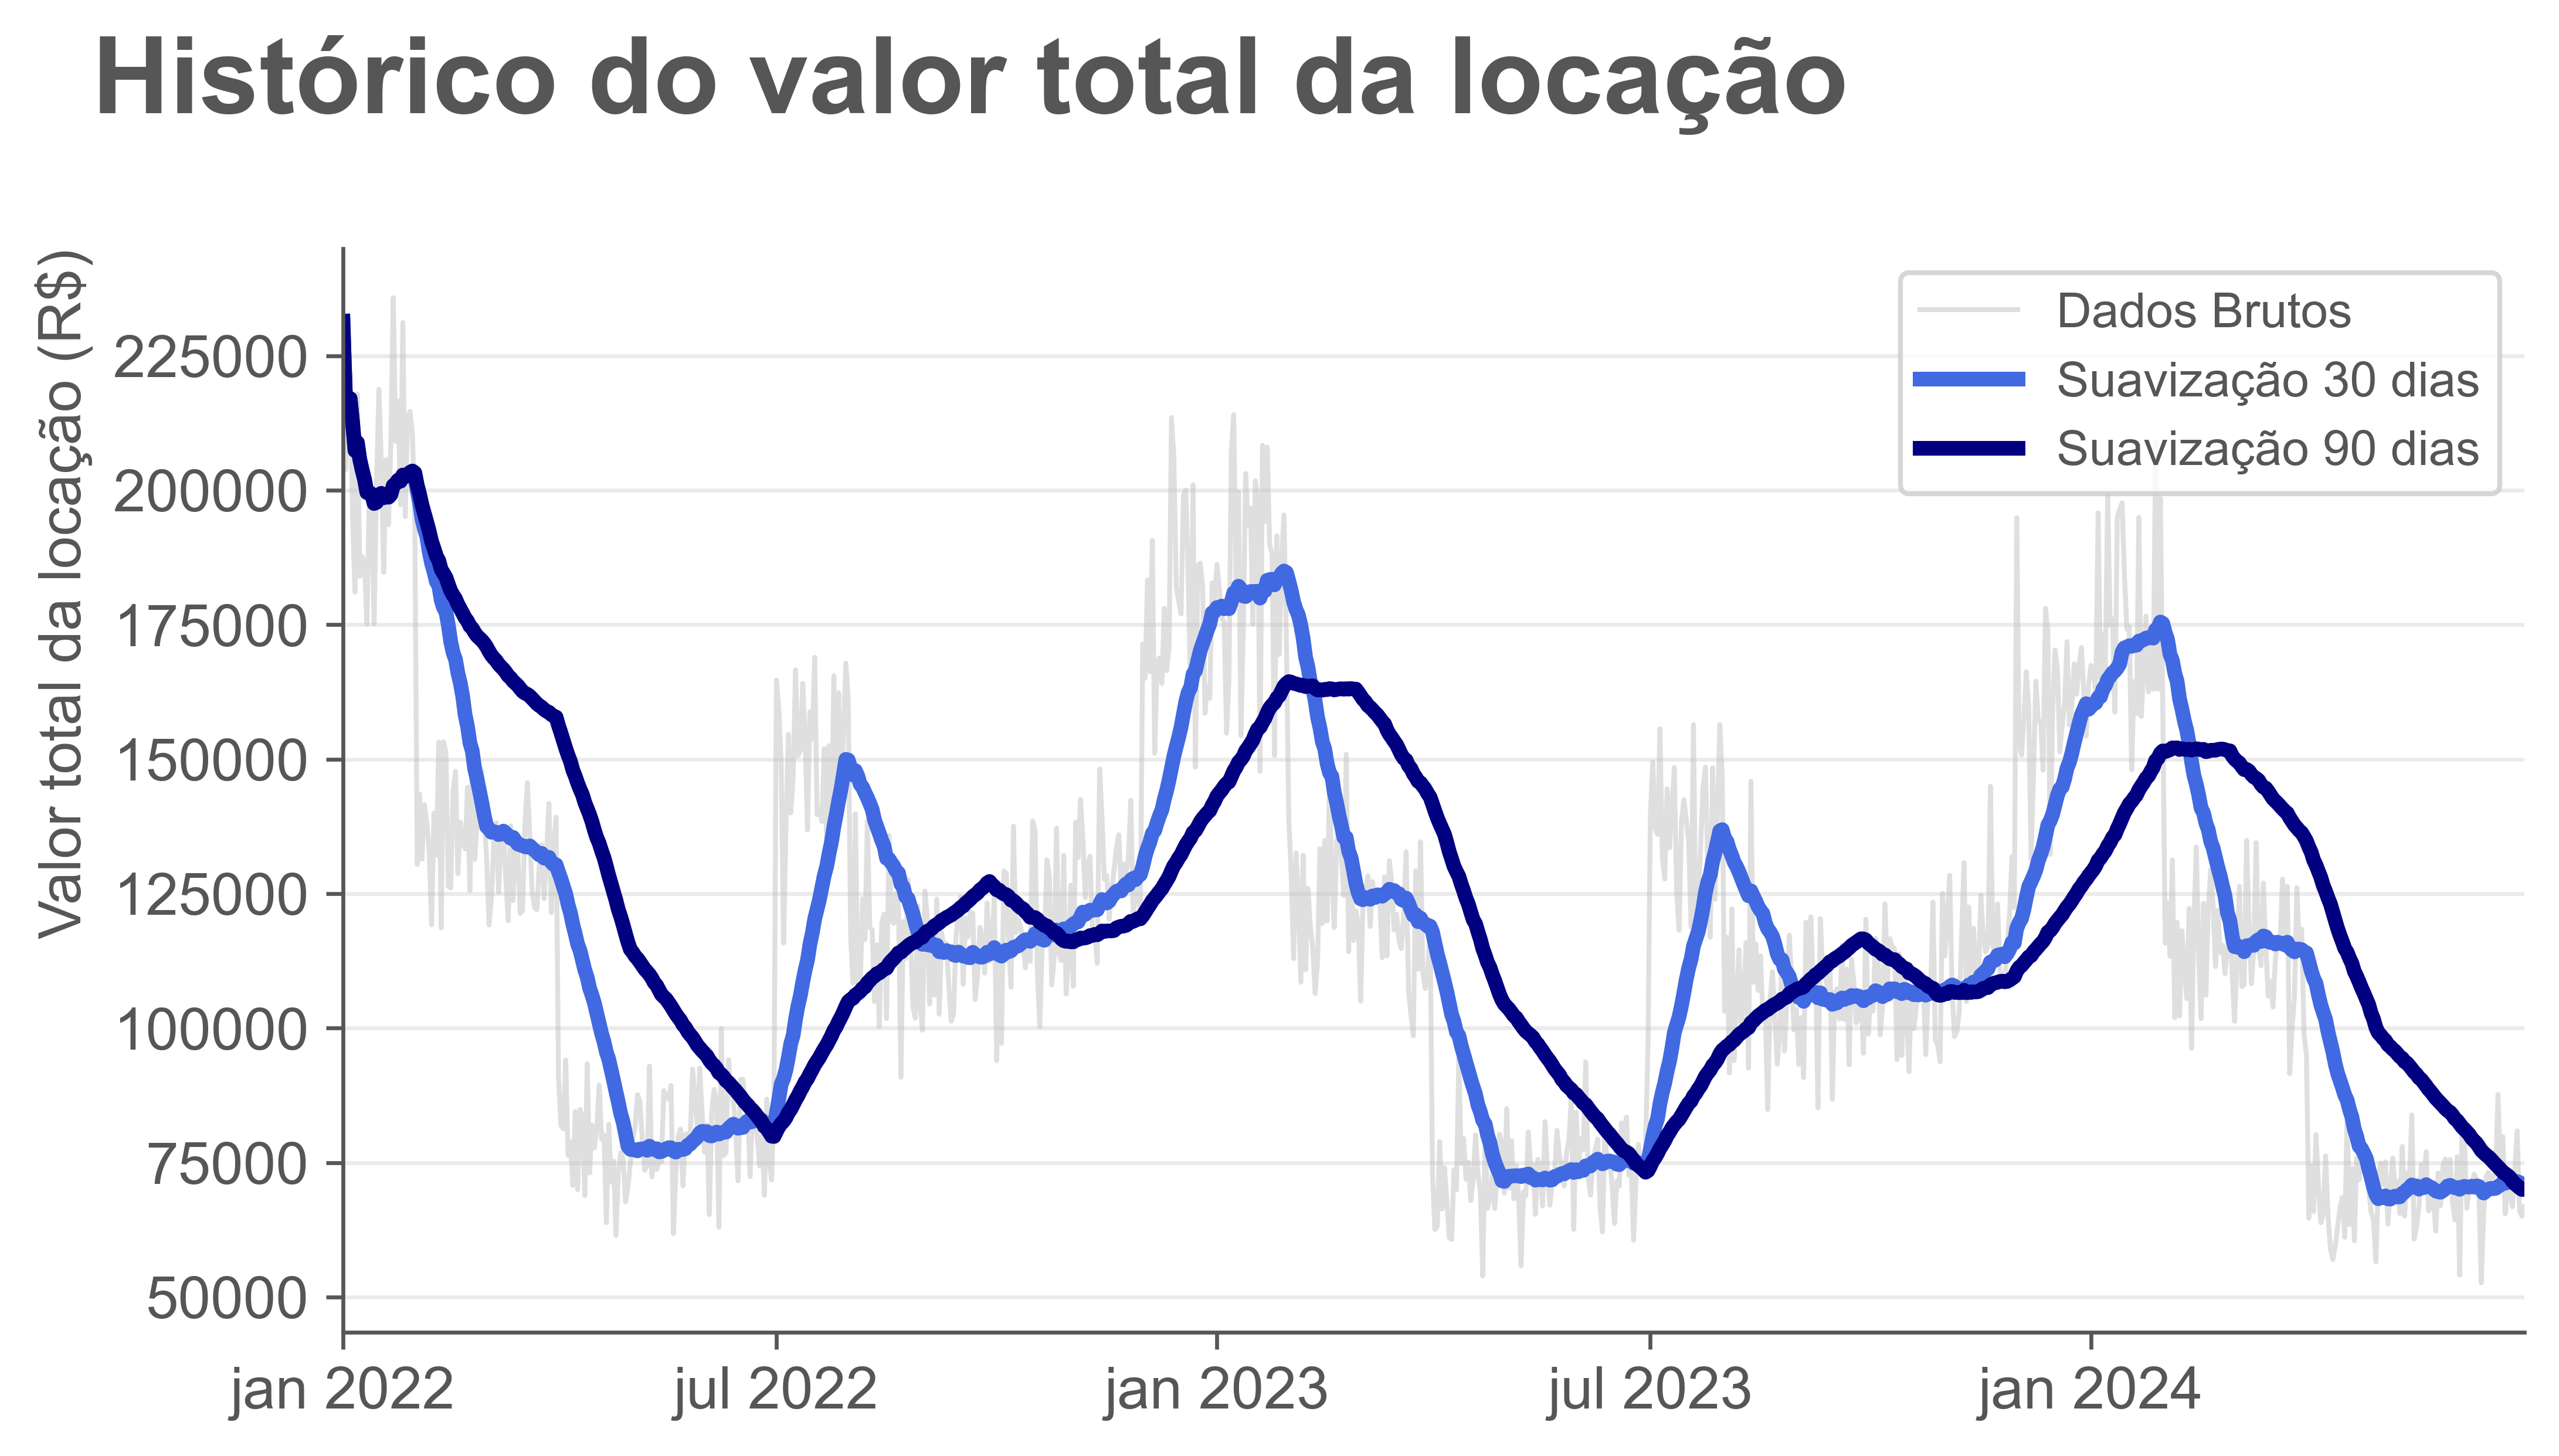 Histórico do valor total da locação
Valor total da locação (R$)
225000
200000
175000
150000
125000
100000
75000
50000
jan 2022
jul 2022
jan 2023
jul 2023
jan 2024
Dados Brutos
Suavização 30 dias
Suavização 90 dias